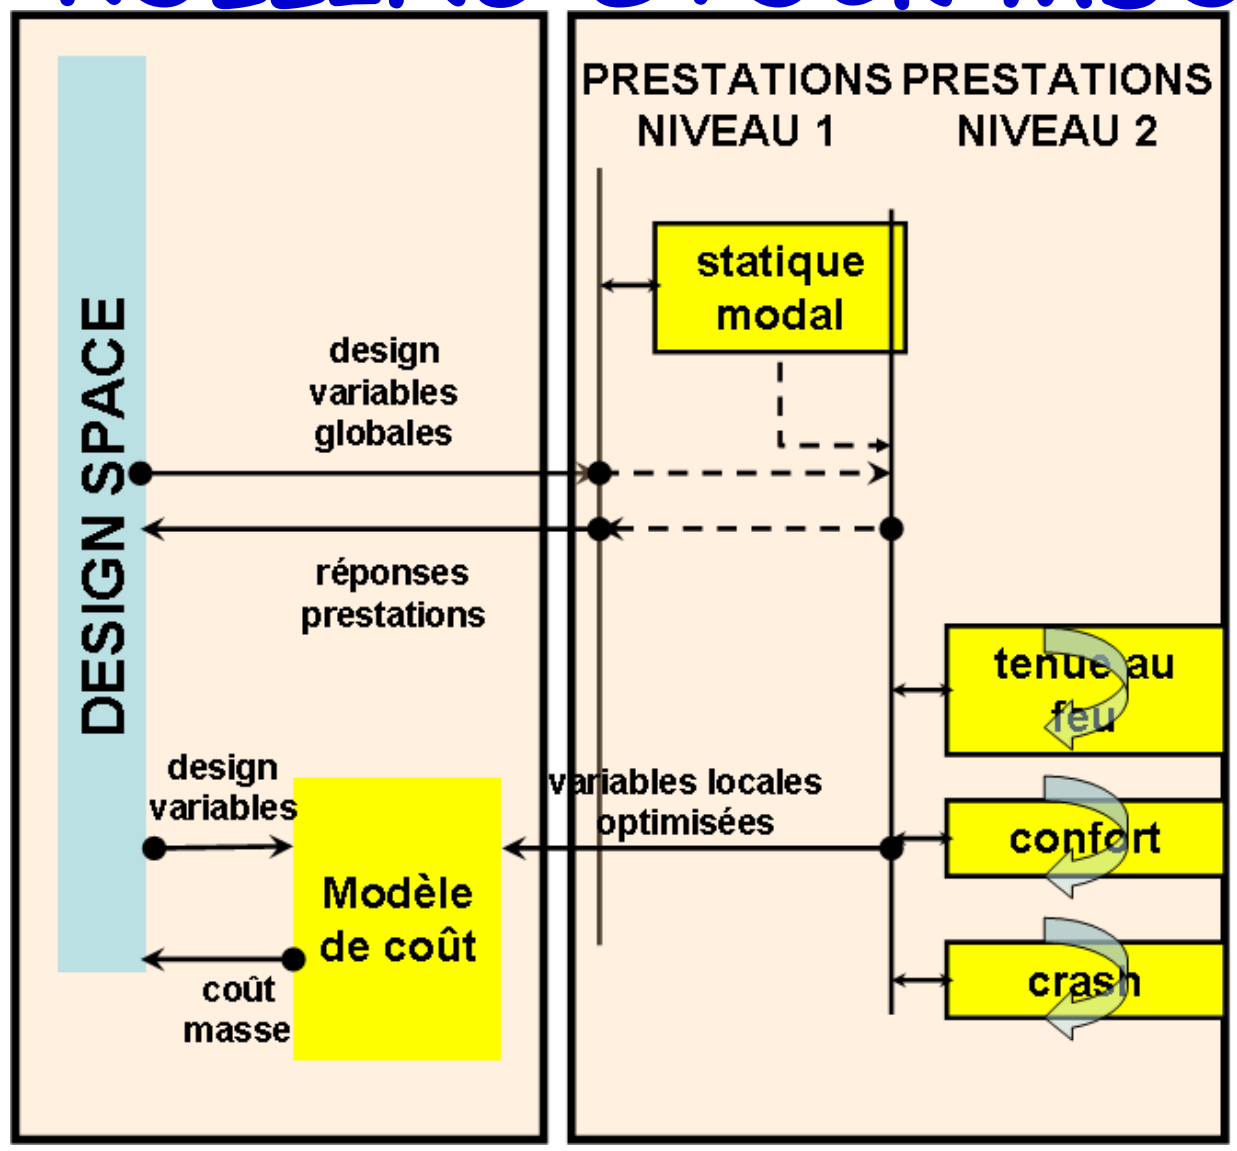 PRESTATIONS
NIVEAU 1
PRESTATIONS
NIVEAU 2
statique
modal
DESIGN SPACE
design
variables
globales
réponses
prestations
tenue au
feu
design
variables
variables locales
optimisées
confort
Modèle
de coût
crash
coût
masse